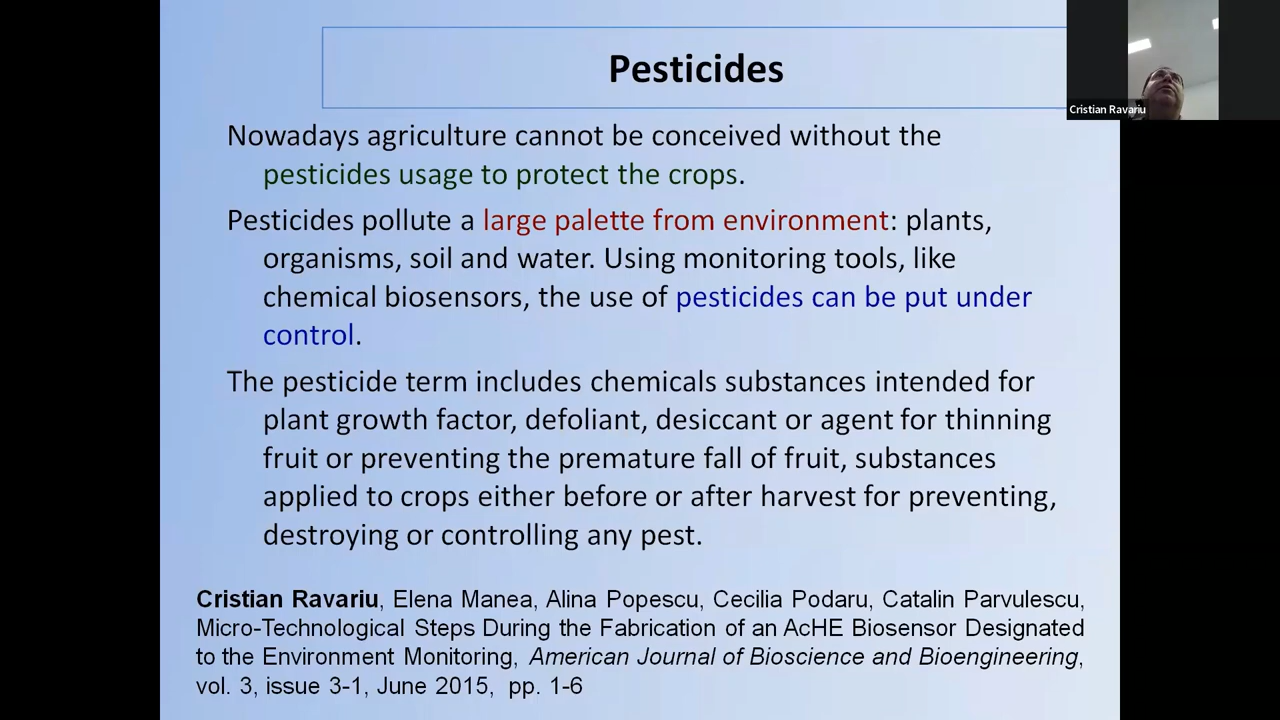 Pesticides
Cristian Ravariu
Nowadays agriculture cannot be conceived without the
pesticides usage to protect the crops.
Pesticides pollute a large palette from environment: plants,
organisms, soil and water. Using monitoring tools, like
chemical biosensors, the use of pesticides can be put under
control.
The pesticide term includes chemicals substances intended for
plant growth factor, defoliant, desiccant or agent for thinning
fruit or preventing the premature fall of fruit, substances
applied to crops either before or after harvest for preventing,
destroying or controlling any pest.
Cristian Ravariu, Elena Manea, Alina Popescu, Cecilia Podaru, Catalin Parvulescu,
Micro-Technological Steps During the Fabrication of an AcHE Biosensor Designated
to the Environment Monitoring, American Journal of Bioscience and Bioengineering,
vol. 3, issue 3-1, June 2015, pp. 1-6